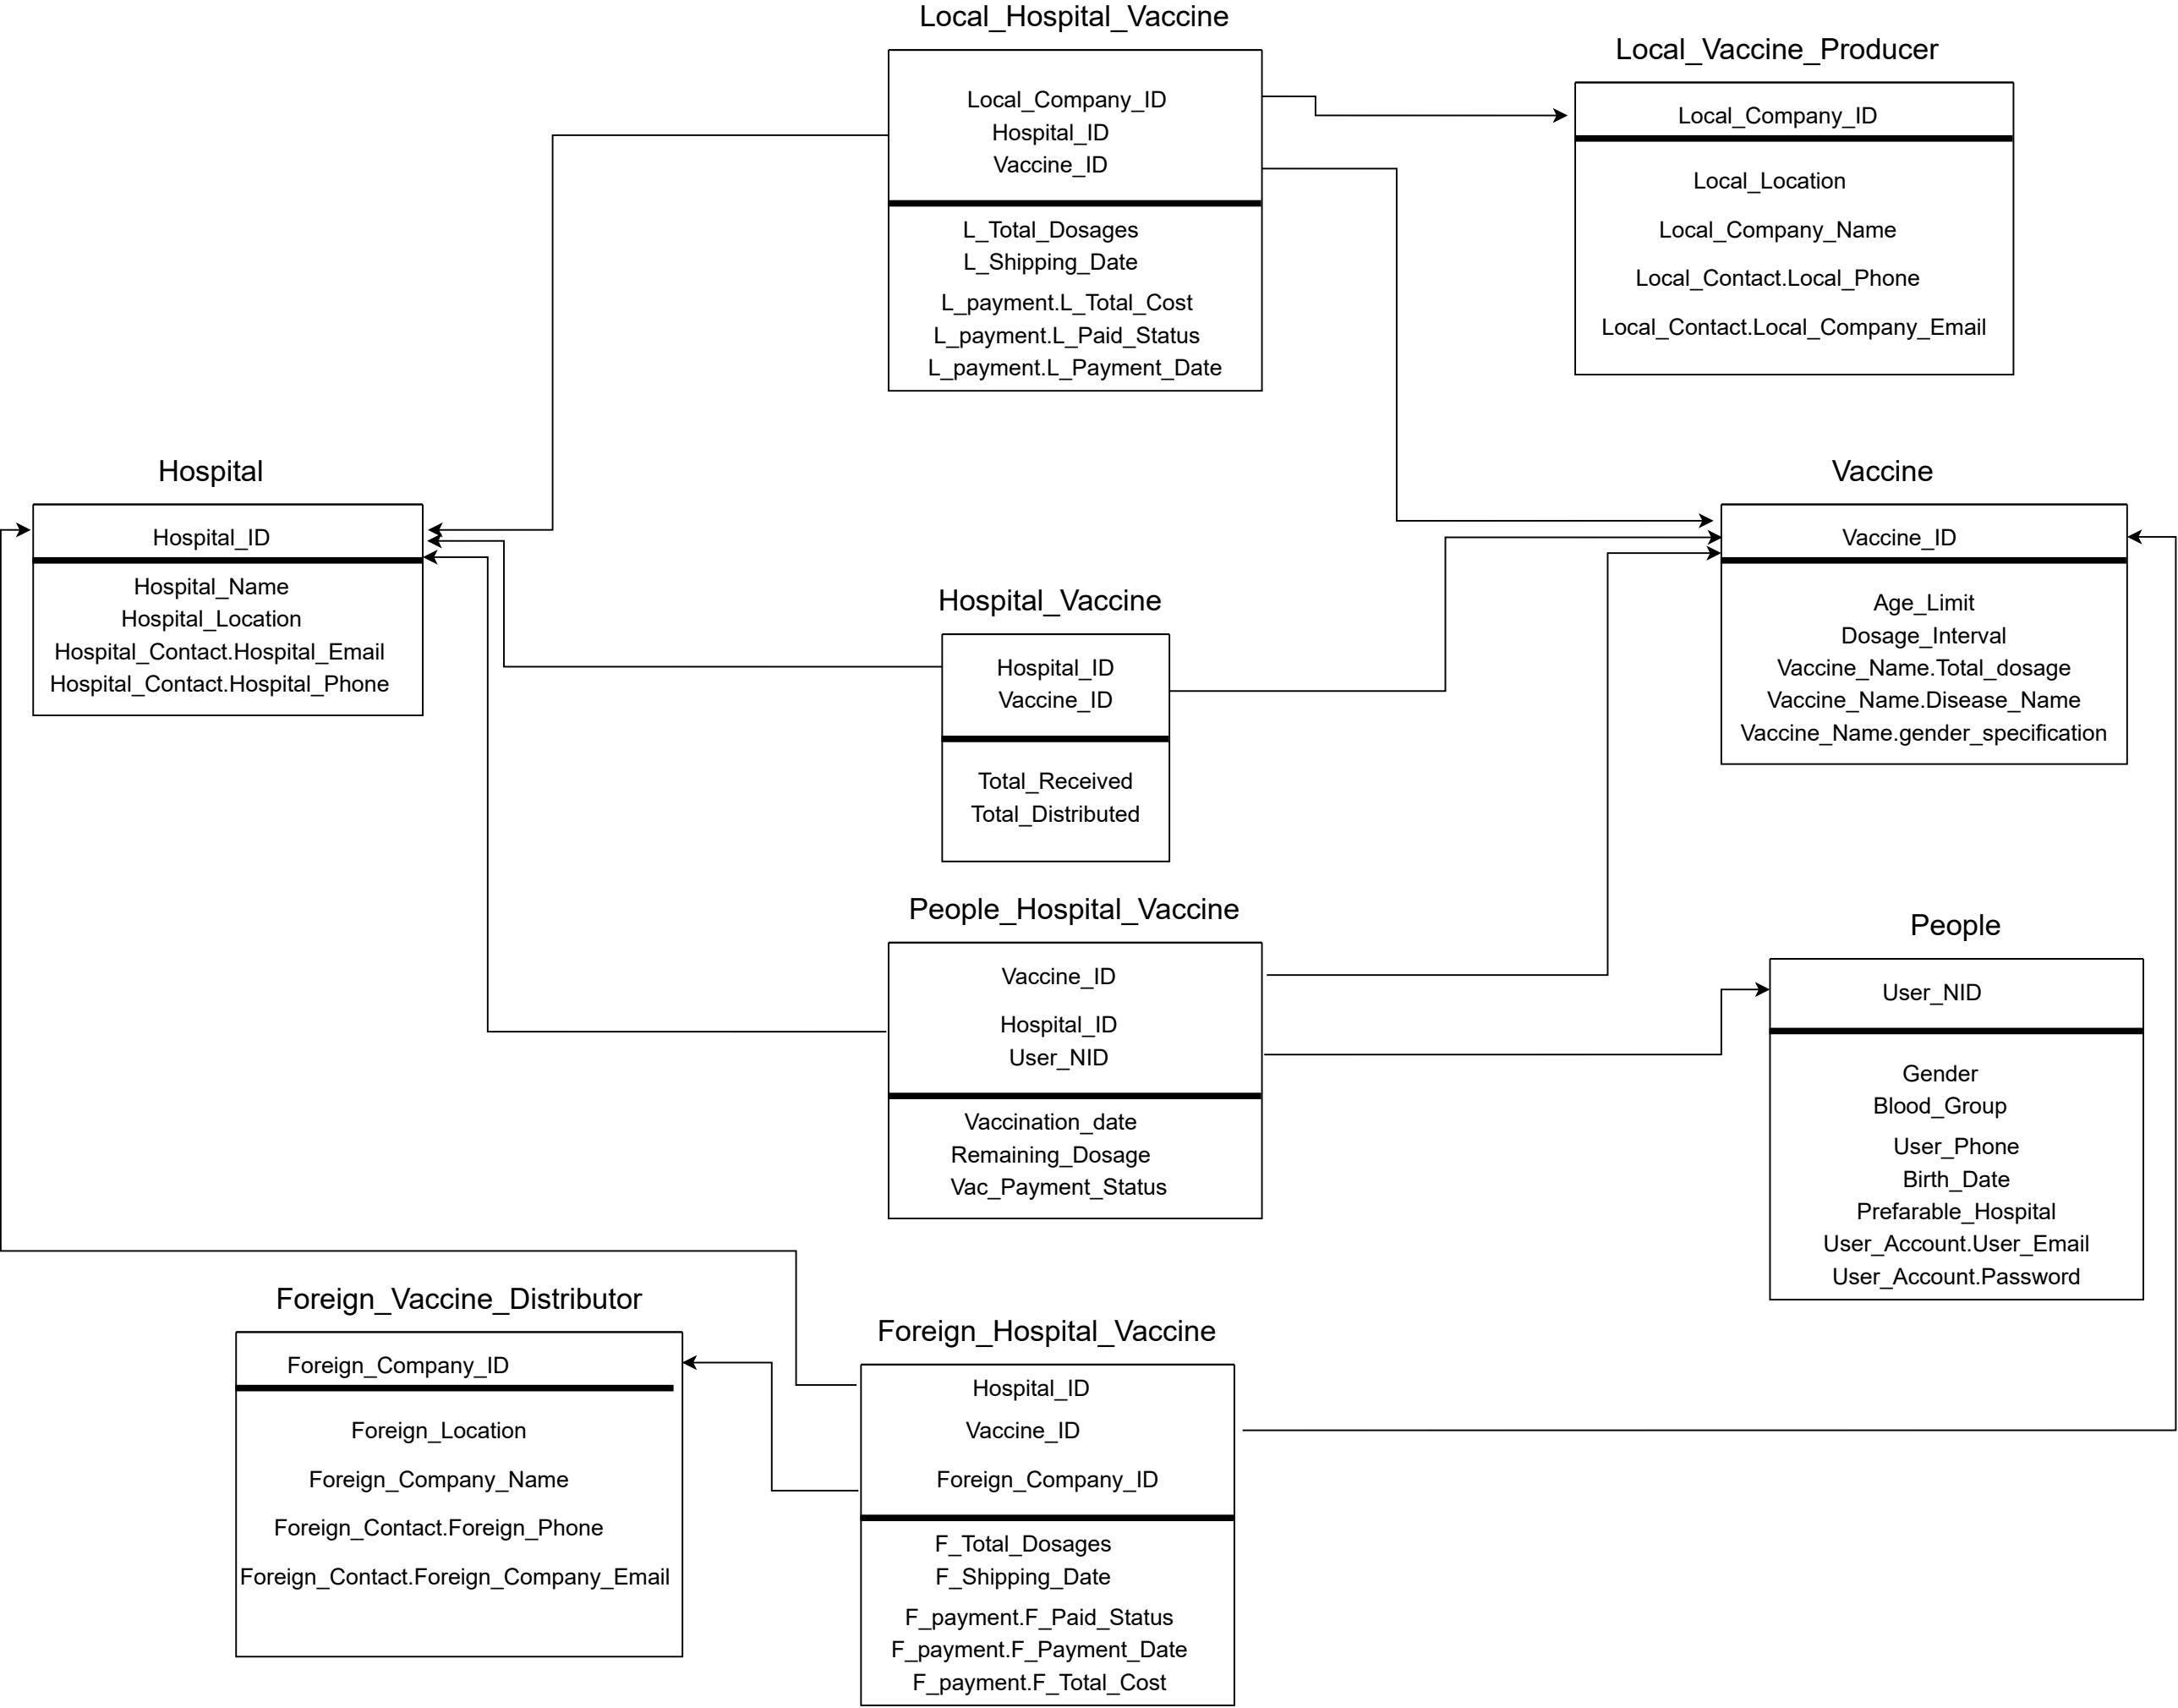 Local_Hospital_Vaccine
Local_Company_ID
Hospital_ID
Vaccine_ID
L_Total_Dosages
L_Shipping_Date
L_payment.L_Total_Cost
L_payment.L_Paid_Status
L_payment.L_Payment_Date
Local_Vaccine_Producer
Local_Company_ID
Local_Location
Local_Company_Name
Local_Contact.Local_Phone
Local_Contact.Local_Company_Email
Hospital
Hospital_ID
Hospital_Name
Hospital_Location
Hospital_Contact.Hospital_Email
Hospital_Contact.Hospital_Phone
Vaccine
Vaccine_ID
Age_Limit
Dosage_Interval
Vaccine_Name.Total_dosage
Vaccine_Name.Disease_Name
Vaccine_Name.gender_specification
Hospital_Vaccine
Hospital_ID
Vaccine_ID
Total_Received
Total_Distributed
People_Hospital_Vaccine
Vaccine_ID
Hospital_ID
User_NID
Vaccination_date
Remaining_Dosage
Vac_Payment_Status
People
User_NID
Gender
Blood_Group
User_Phone
Birth_Date
Prefarable_Hospital
User_Account.User_Email
User_Account.Password
Foreign_Vaccine_Distributor
Foreign_Company_ID
Foreign_Location
Foreign_Company_Name
Foreign_Contact.Foreign_Phone
Foreign_Contact.Foreign_Company_Email
Foreign_Hospital_Vaccine
Hospital_ID
Vaccine_ID
Foreign_Company_ID
F_Total_Dosages
F_Shipping_Date
F_payment.F_Paid_Status
F_payment.F_Payment_Date
F_payment.F_Total_Cost